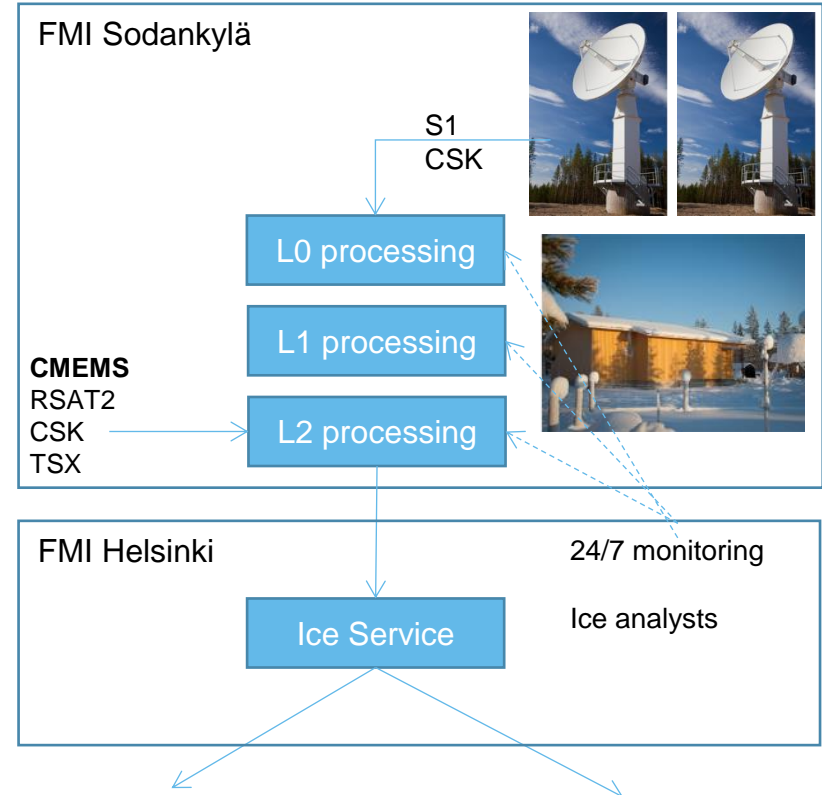 FMI Sodankylä
S1
CSK
L0 processing
L1 processing
CMEMS
RSAT2
CSK
TSX
L2 processing
FMI Helsinki
24/7 monitoring
Ice analysts
Ice Service